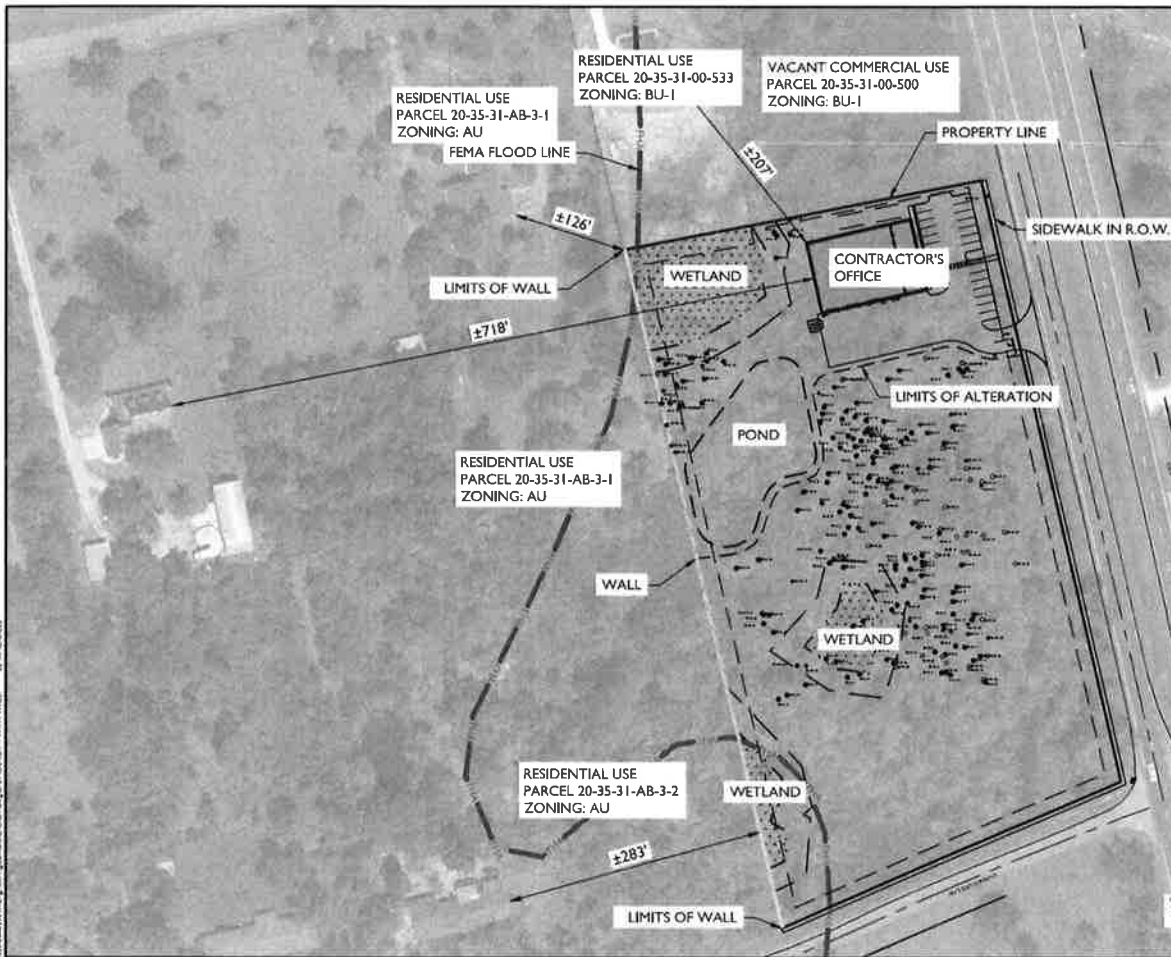 RESIDENTIAL USE
PARCEL 20-35-31-00-533
ZONING: BU-1
VACANT COMMERCIAL USE
PARCEL 20-35-31-00-500
ZONING: BU-1
RESIDENTIAL USE
PARCEL 20-35-31-AB-3-1
ZONING: AU
FEMA FLOOD LINE
PROPERTY LINE
±207'
±126'
SIDEWALK IN R.O.W.
WETLAND
CONTRACTOR'S
OFFICE
LIMITS OF WALL
±718'
LIMITS OF ALTERATION
POND
RESIDENTIAL USE
PARCEL 20-35-31-AB-3-1
ZONING: AU
WALL
WETLAND
RESIDENTIAL USE
PARCEL 20-35-31-AB-3-2
ZONING: AU
WETLAND
±283'
LIMITS OF WALL